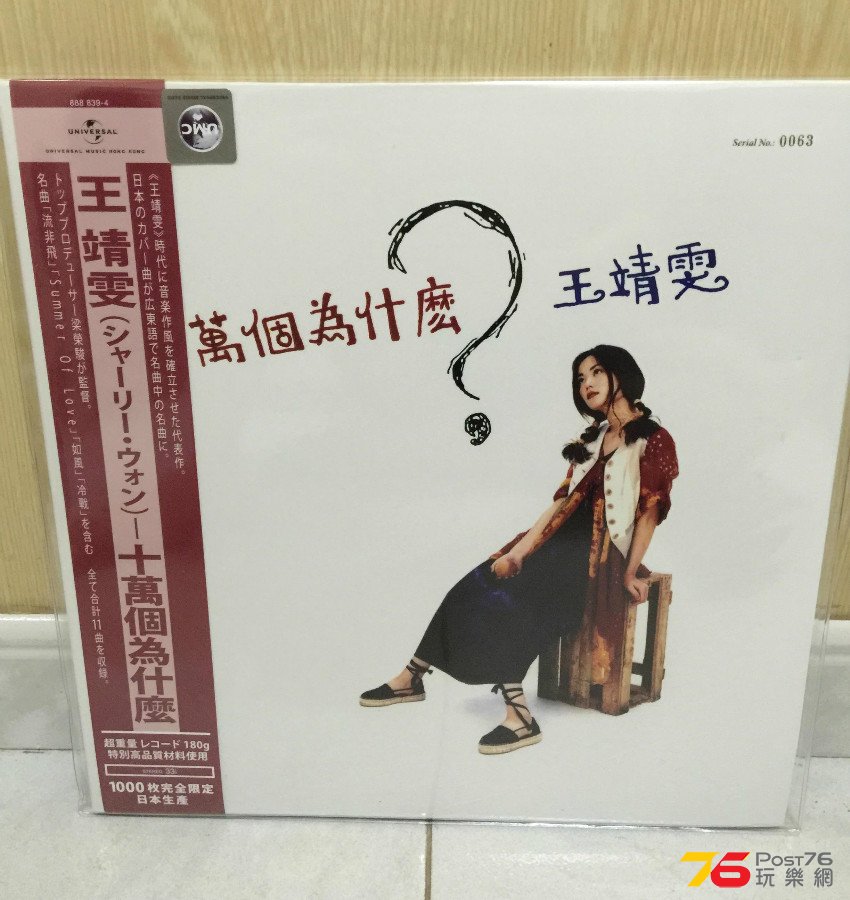 888 839-4
UNIVERSAL
UNIVERSAL MUSIC HONG KONG
UMC
Serial No.: 0063
萬個為什麼
?
王靖雯
王靖雯(シャーリー・ウォン)—十萬個為什麼
《王靖雯》時代に音楽作風を確立させた代表作。
日本のカバー曲が広東語で名曲中の名曲に。
トッププロデューサー梁榮駿が監督。
名曲「流非飛」「Summer Of Love」「如風」「冷戰」を含む 全て合計11曲を収録。
超重量 レコード 180g
特別高品質材料使用
STEREO 33
1000枚完全限定
日本生産
76 POST76
玩樂網